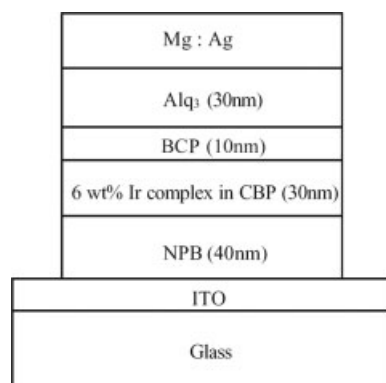 Mg : Ag
Alq₃ (30nm)
BCP (10nm)
6 wt% Ir complex in CBP (30nm)
NPB (40nm)
ITO
Glass